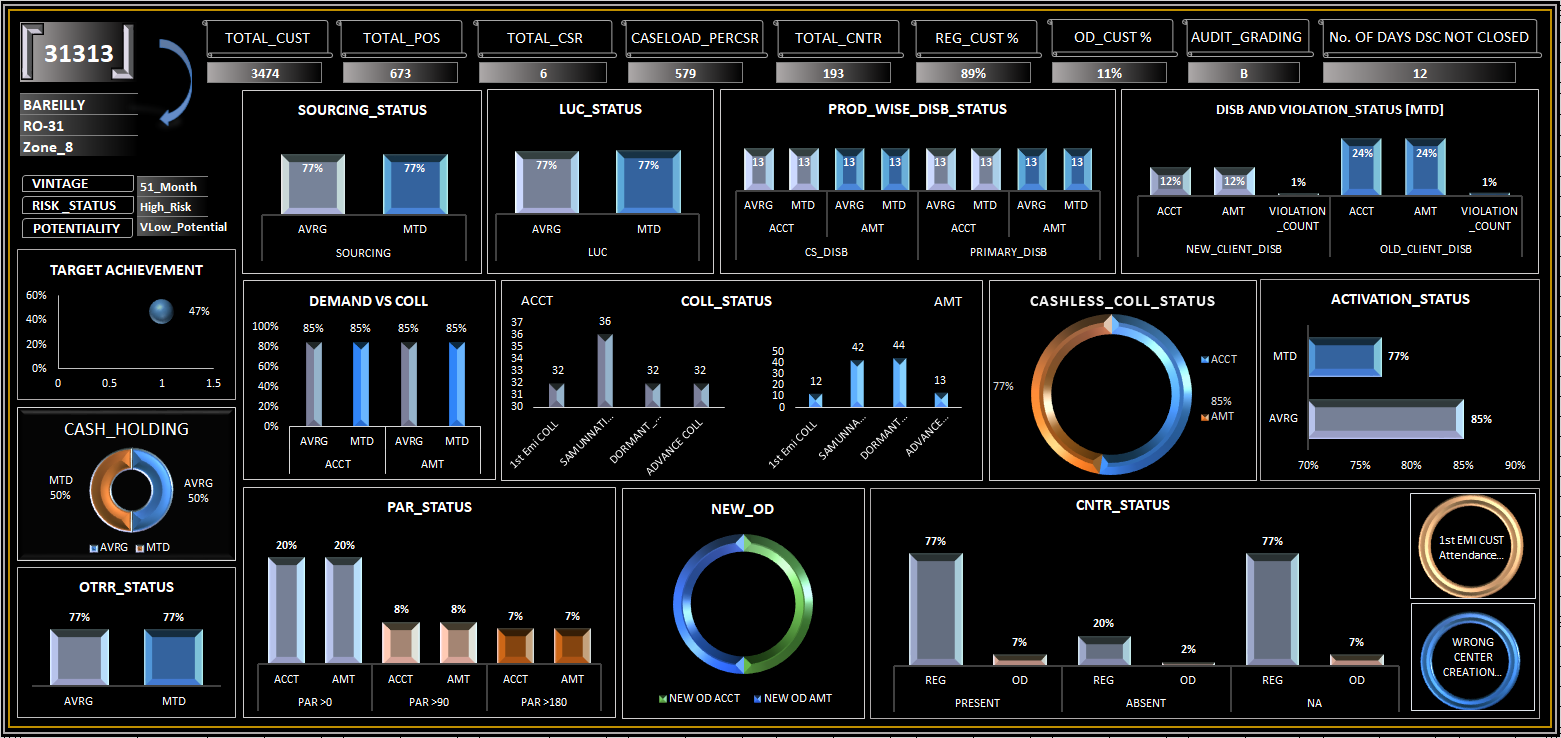 31313
BAREILLY
RO-31
Zone_8
TOTAL_CUST
3474
TOTAL_POS
673
TOTAL_CSR
6
CASELOAD_PERCSR
579
TOTAL_CNTR
193
REG_CUST %
89%
OD_CUST %
11%
AUDIT_GRADING
B
No. OF DAYS DSC NOT CLOSED
12
VINTAGE 51_Month
RISK_STATUS High_Risk
POTENTIALITY VLow_Potential
SOURCING_STATUS
77% 77%
AVRG MTD
SOURCING
LUC_STATUS
77% 77%
AVRG MTD
LUC
PROD_WISE_DISB_STATUS
13 13 13 13 13 13 13 13
AVRG MTD AVRG MTD AVRG MTD AVRG MTD
ACCT AMT ACCT AMT
CS_DISB PRIMARY_DISB
DISB AND VIOLATION_STATUS [MTD]
24% 24%
12% 12% 1% 1%
ACCT AMT VIOLATION ACCT AMT VIOLATION
_COUNT _COUNT
NEW_CLIENT_DISB OLD_CLIENT_DISB
TARGET ACHIEVEMENT
60%
40%
20%
0%
47%
0 0.5 1 1.5
DEMAND VS COLL
100%
80%
60%
40%
20%
0%
85% 85% 85% 85%
AVRG MTD AVRG MTD
ACCT AMT
ACCT COLL_STATUS AMT
37
36
35
34
33
32
31
30
32 36 32 32
1st Emi COLL
SAMUNNATI...
DORMANT_...
ADVANCE COLL
50
40
30
20
10
0
12 42 44 13
1st Emi COLL
SAMUNNA...
DORMANT...
ADVANCE...
CASHLESS_COLL_STATUS
77%
ACCT
85%
AMT
ACTIVATION_STATUS
MTD 77%
AVRG 85%
70% 75% 80% 85% 90%
CASH_HOLDING
MTD
50%
AVRG
50%
AVRG MTD
OTRR_STATUS
77% 77%
AVRG MTD
PAR_STATUS
20% 20% 8% 8% 7% 7%
ACCT AMT ACCT AMT ACCT AMT
PAR >0 PAR >90 PAR >180
NEW_OD
NEW OD ACCT NEW OD AMT
CNTR_STATUS
77% 7% 20% 2% 77% 7%
REG OD REG OD REG OD
PRESENT ABSENT NA
1st EMI CUST
Attendance...
WRONG
CENTER
CREATION...